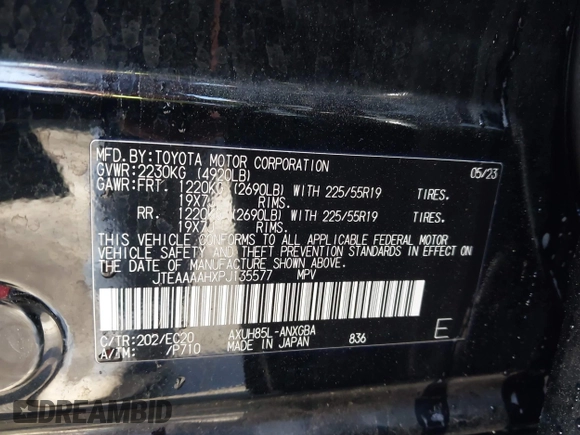 MFD.BY:TOYOTA MOTOR CORPORATION 05/23
GVWR:2230KG (4920LB)
GAWR:FRT. 1220KG (2690LB) WITH 225/55R19 TIRES.
RIMS.
RR. (2690LB) WITH 225/55R19 TIRES.
RIMS.
THIS VEHICLE CONFORMS TO ALL APPLICABLE FEDERAL MOTOR
VEHICLE SAFETY AND THEFT PREVENTION STANDARDS IN EFFECT
ON THE DATE OF MANUFACTURE SHOWN ABOVE.
JTEAAAAHXPJ135577 MPV
C/TR:202/EC20 AXUH85L-ANXGBA E
A/TM: /P710 MADE IN JAPAN 836
DREAMBID